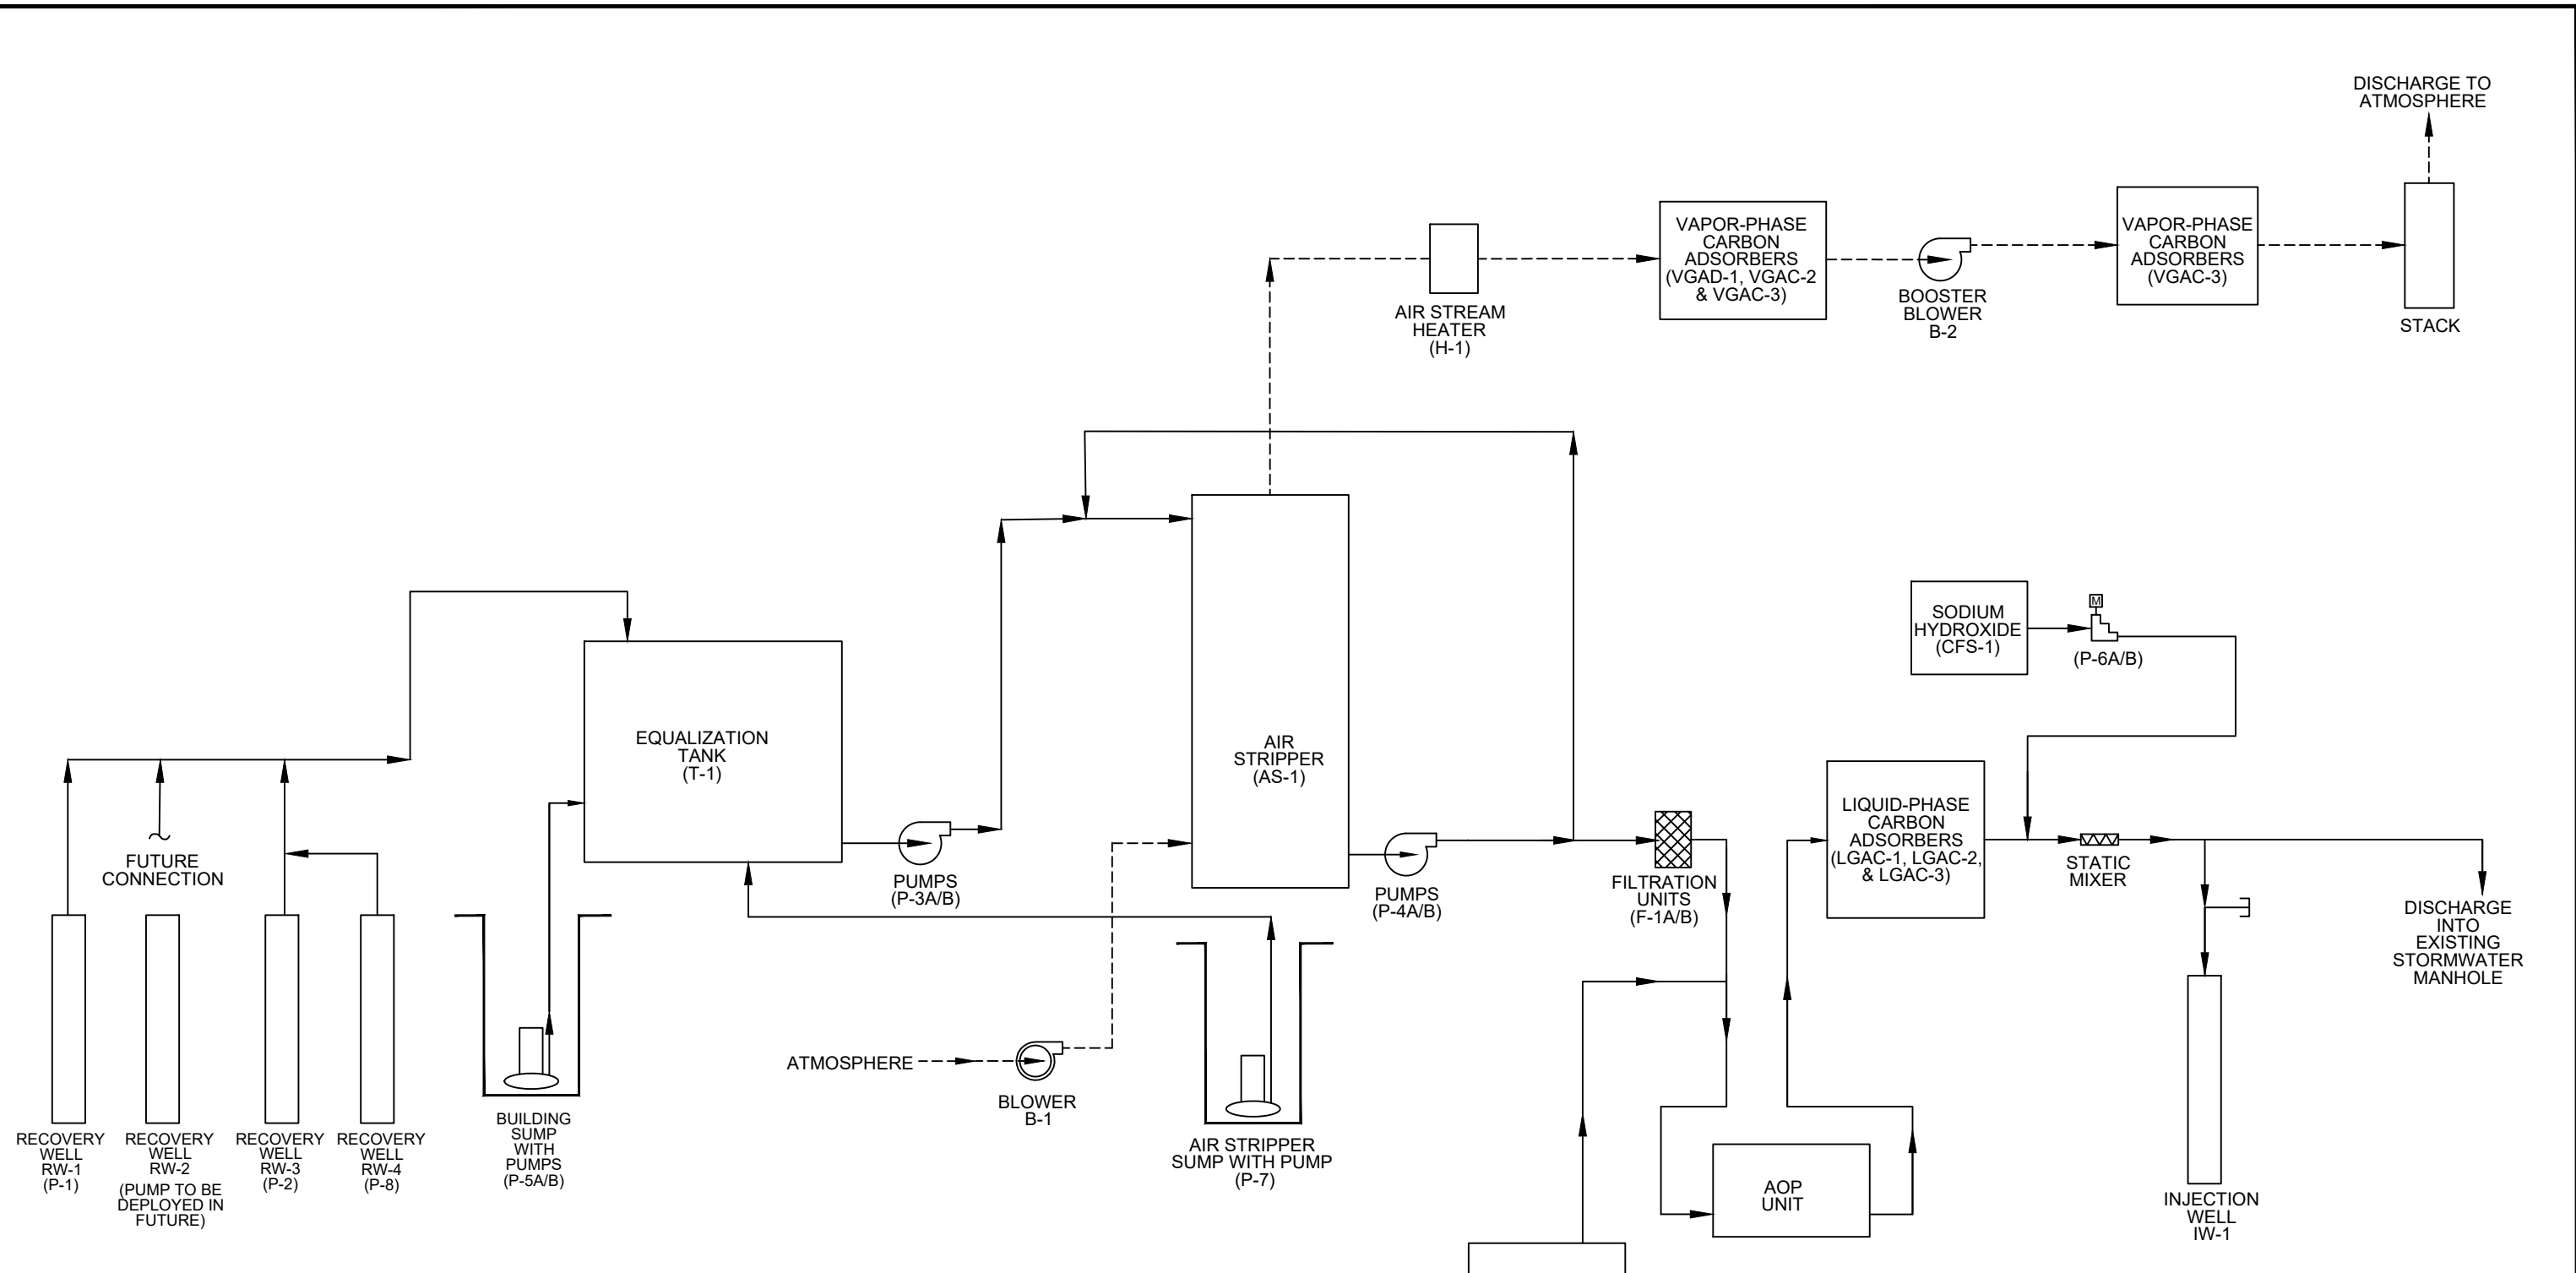 DISCHARGE TO
ATMOSPHERE
VAPOR-PHASE
CARBON
ADSORBERS
(VGAD-1, VGAC-2
& VGAC-3)
VAPOR-PHASE
CARBON
ADSORBERS
(VGAC-3)
AIR STREAM
HEATER
(H-1)
BOOSTER
BLOWER
B-2
STACK
SODIUM
HYDROXIDE
(CFS-1)
M
(P-6A/B)
EQUALIZATION
TANK
(T-1)
AIR
STRIPPER
(AS-1)
LIQUID-PHASE
CARBON
ADSORBERS
(LGAC-1, LGAC-2,
& LGAC-3)
FUTURE
CONNECTION
PUMPS
(P-3A/B)
PUMPS
(P-4A/B)
FILTRATION
UNITS
(F-1A/B)
STATIC
MIXER
DISCHARGE
INTO
EXISTING
STORMWATER
MANHOLE
ATMOSPHERE
BLOWER
B-1
RECOVERY
WELL
RW-1
(P-1)
RECOVERY
WELL
RW-2
(PUMP TO BE
DEPLOYED IN
FUTURE)
RECOVERY
WELL
RW-3
(P-2)
RECOVERY
WELL
RW-4
(P-8)
BUILDING
SUMP
WITH
PUMPS
(P-5A/B)
AIR STRIPPER
SUMP WITH PUMP
(P-7)
AOP
UNIT
INJECTION
WELL
IW-1